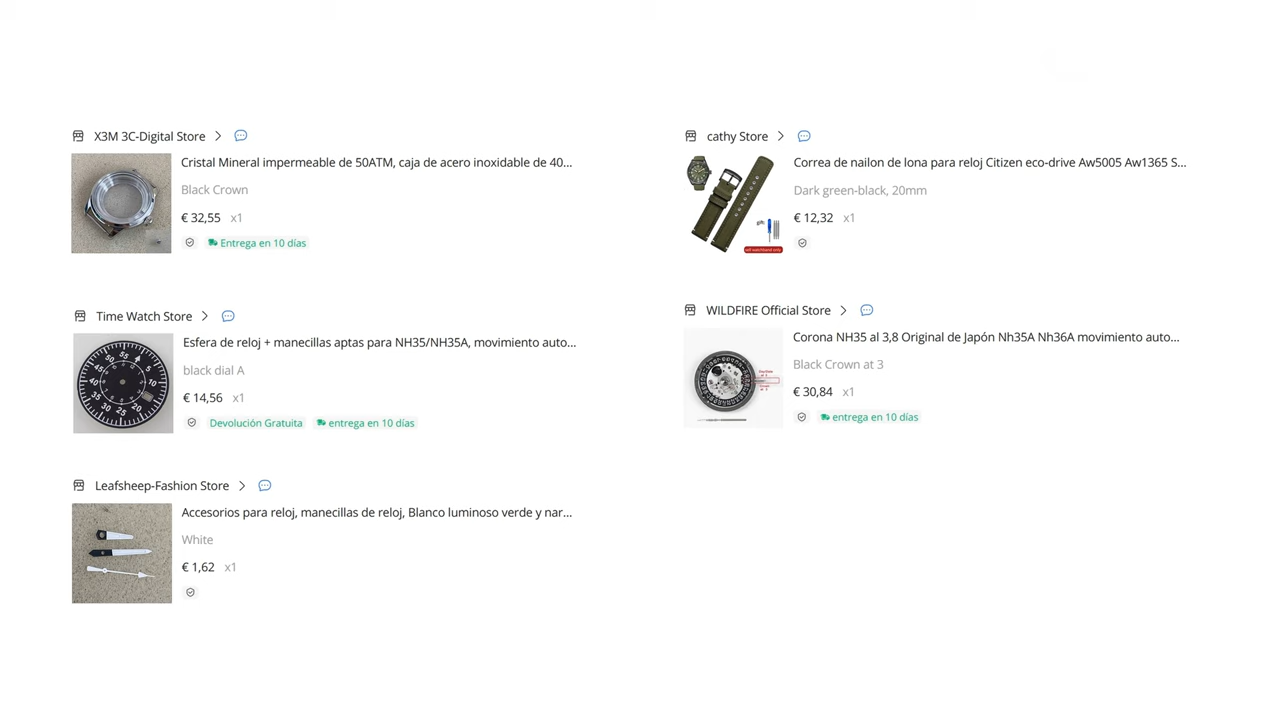 X3M 3C-Digital Store
Cristal Mineral impermeable de 50ATM, caja de acero inoxidable de 40...
Black Crown
€ 32,55 x1
Entrega en 10 días
Time Watch Store
Esfera de reloj + manecillas aptas para NH35/NH35A, movimiento auto...
black dial A
€ 14,56 x1
Devolución Gratuita entrega en 10 días
Leafsheep-Fashion Store
Accesorios para reloj, manecillas de reloj, Blanco luminoso verde y nar...
White
€ 1,62 x1
cathy Store
Correa de nailon de lona para reloj Citizen eco-drive Aw5005 Aw1365 S...
Dark green-black, 20mm
€ 12,32 x1
WILDFIRE Official Store
Corona NH35 al 3,8 Original de Japón Nh35A Nh36A movimiento auto...
Black Crown at 3
€ 30,84 x1
entrega en 10 días